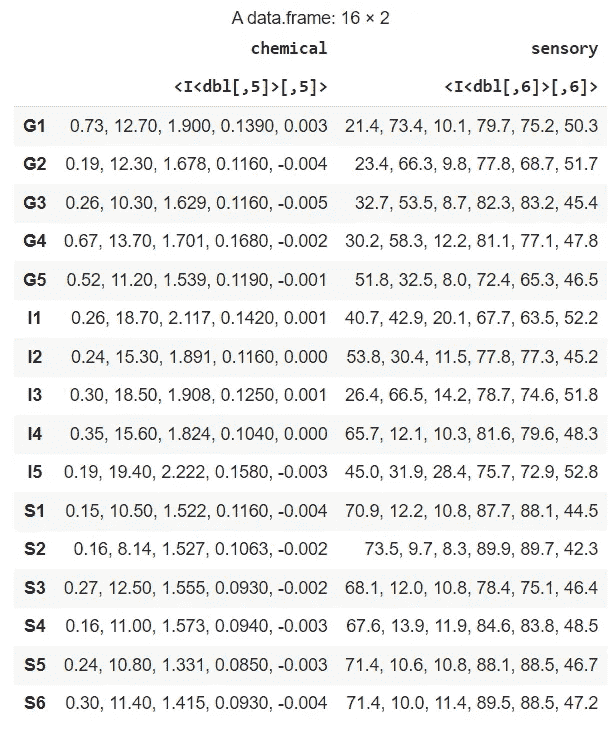 A data.frame: 16 × 2
chemical sensory
<I<dbl[,5]>[,5]> <I<dbl[,6]>[,6]>
G1 0.73, 12.70, 1.900, 0.1390, 0.003 21.4, 73.4, 10.1, 79.7, 75.2, 50.3
G2 0.19, 12.30, 1.678, 0.1160, -0.004 23.4, 66.3, 9.8, 77.8, 68.7, 51.7
G3 0.26, 10.30, 1.629, 0.1160, -0.005 32.7, 53.5, 8.7, 82.3, 83.2, 45.4
G4 0.67, 13.70, 1.701, 0.1680, -0.002 30.2, 58.3, 12.2, 81.1, 77.1, 47.8
G5 0.52, 11.20, 1.539, 0.1190, -0.001 51.8, 32.5, 8.0, 72.4, 65.3, 46.5
I1 0.26, 18.70, 2.117, 0.1420, 0.001 40.7, 42.9, 20.1, 67.7, 63.5, 52.2
I2 0.24, 15.30, 1.891, 0.1160, 0.000 53.8, 30.4, 11.5, 77.8, 77.3, 45.2
I3 0.30, 18.50, 1.908, 0.1250, 0.001 26.4, 66.5, 14.2, 78.7, 74.6, 51.8
I4 0.35, 15.60, 1.824, 0.1040, 0.000 65.7, 12.1, 10.3, 81.6, 79.6, 48.3
I5 0.19, 19.40, 2.222, 0.1580, -0.003 45.0, 31.9, 28.4, 75.7, 72.9, 52.8
S1 0.15, 10.50, 1.522, 0.1160, -0.004 70.9, 12.2, 10.8, 87.7, 88.1, 44.5
S2 0.16, 8.14, 1.527, 0.1063, -0.002 73.5, 9.7, 8.3, 89.9, 89.7, 42.3
S3 0.27, 12.50, 1.555, 0.0930, -0.002 68.1, 12.0, 10.8, 78.4, 75.1, 46.4
S4 0.16, 11.00, 1.573, 0.0940, -0.003 67.6, 13.9, 11.9, 84.6, 83.8, 48.5
S5 0.24, 10.80, 1.331, 0.0850, -0.003 71.4, 10.6, 10.8, 88.1, 88.5, 46.7
S6 0.30, 11.40, 1.415, 0.0930, -0.004 71.4, 10.0, 11.4, 89.5, 88.5, 47.2